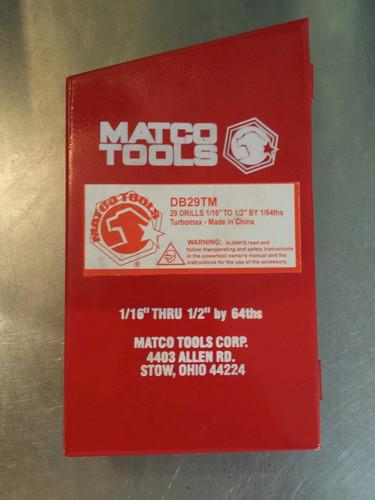 MATCO
TOOLS
MATCO TOOLS
®
DB29TM
29 DRILLS 1/16" TO 1/2" BY 1/64ths
Turbomax - Made in China
WARNING: ALWAYS read and
follow theoperating and safety instructions
in the powertool owner's manual and the
instructions for the use of the accessory.
1/16" THRU 1/2" by 64ths
MATCO TOOLS CORP.
4403 ALLEN RD.
STOW, OHIO 44224